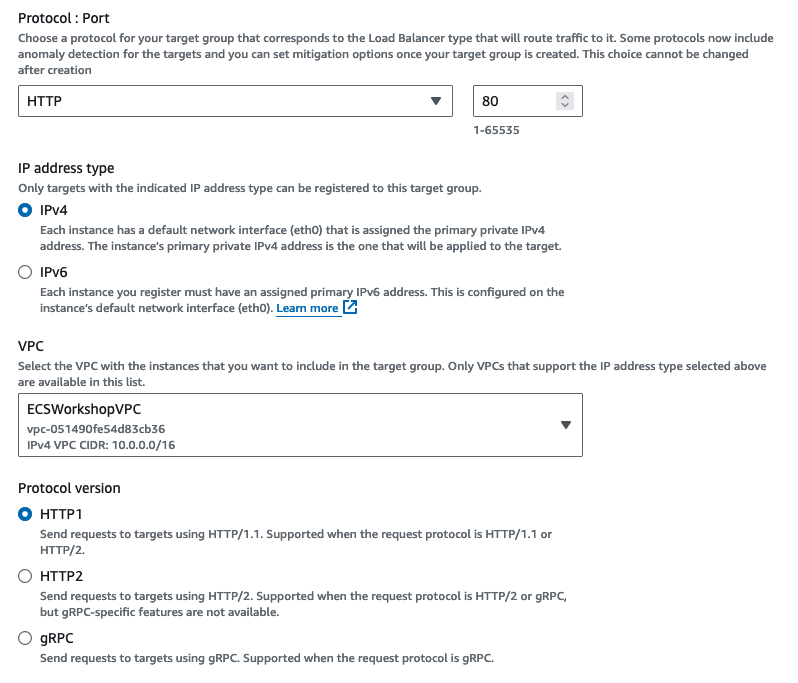 Protocol : Port
Choose a protocol for your target group that corresponds to the Load Balancer type that will route traffic to it. Some protocols now include
anomaly detection for the targets and you can set mitigation options once your target group is created. This choice cannot be changed
after creation
HTTP
80
1-65535
IP address type
Only targets with the indicated IP address type can be registered to this target group.
IPv4
Each instance has a default network interface (eth0) that is assigned the primary private IPv4
address. The instance's primary private IPv4 address is the one that will be applied to the target.
IPv6
Each instance you register must have an assigned primary IPv6 address. This is configured on the
instance's default network interface (eth0). Learn more
VPC
Select the VPC with the instances that you want to include in the target group. Only VPCs that support the IP address type selected above
are available in this list.
ECSWorkshopVPC
vpc-051490fe54d83cb36
IPv4 VPC CIDR: 10.0.0.0/16
Protocol version
HTTP1
Send requests to targets using HTTP/1.1. Supported when the request protocol is HTTP/1.1 or
HTTP/2.
HTTP2
Send requests to targets using HTTP/2. Supported when the request protocol is HTTP/2 or gRPC,
but gRPC-specific features are not available.
gRPC
Send requests to targets using gRPC. Supported when the request protocol is gRPC.